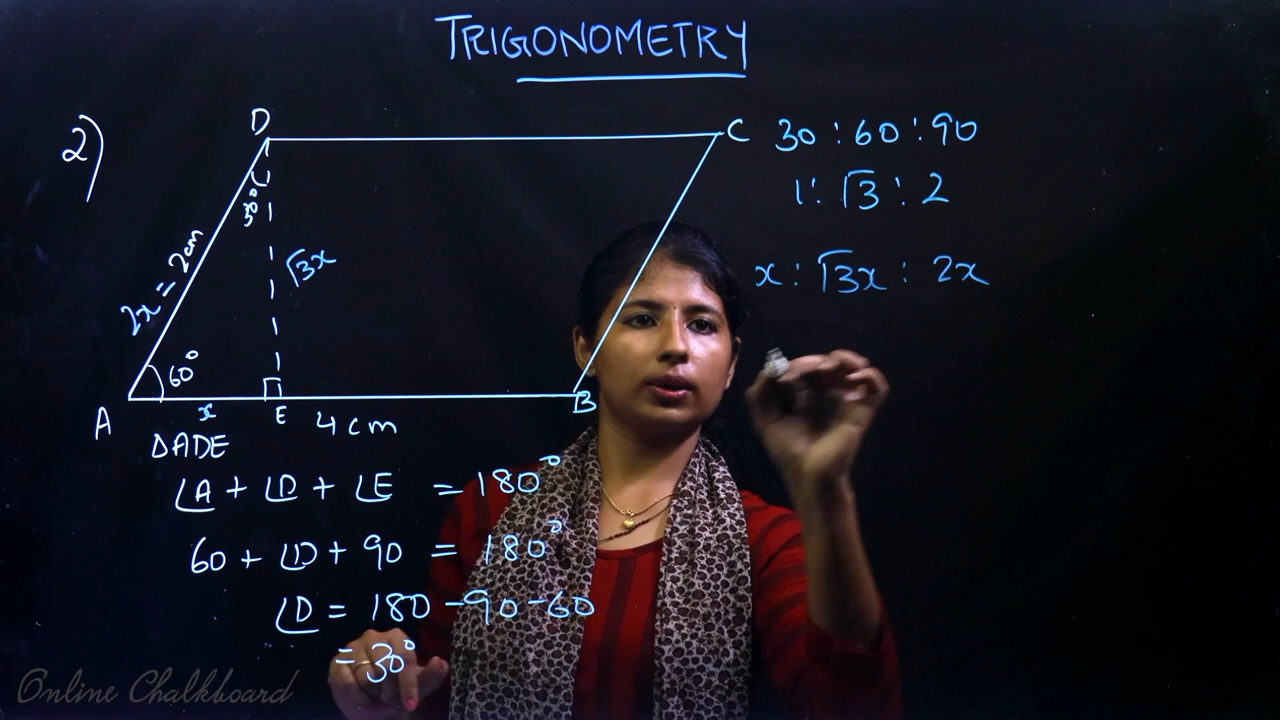 TRIGONOMETRY
2)
D
C
30 : 60 : 90
1 : √3 : 2
x : √3x : 2x
30°
√3x
2x = 2cm
60°
A
x
E
4 cm
B
∆ADE
∠A + ∠D + ∠E = 180°
60 + ∠D + 90 = 180°
∠D = 180 - 90 - 60
= 30°
Online Chalkboard